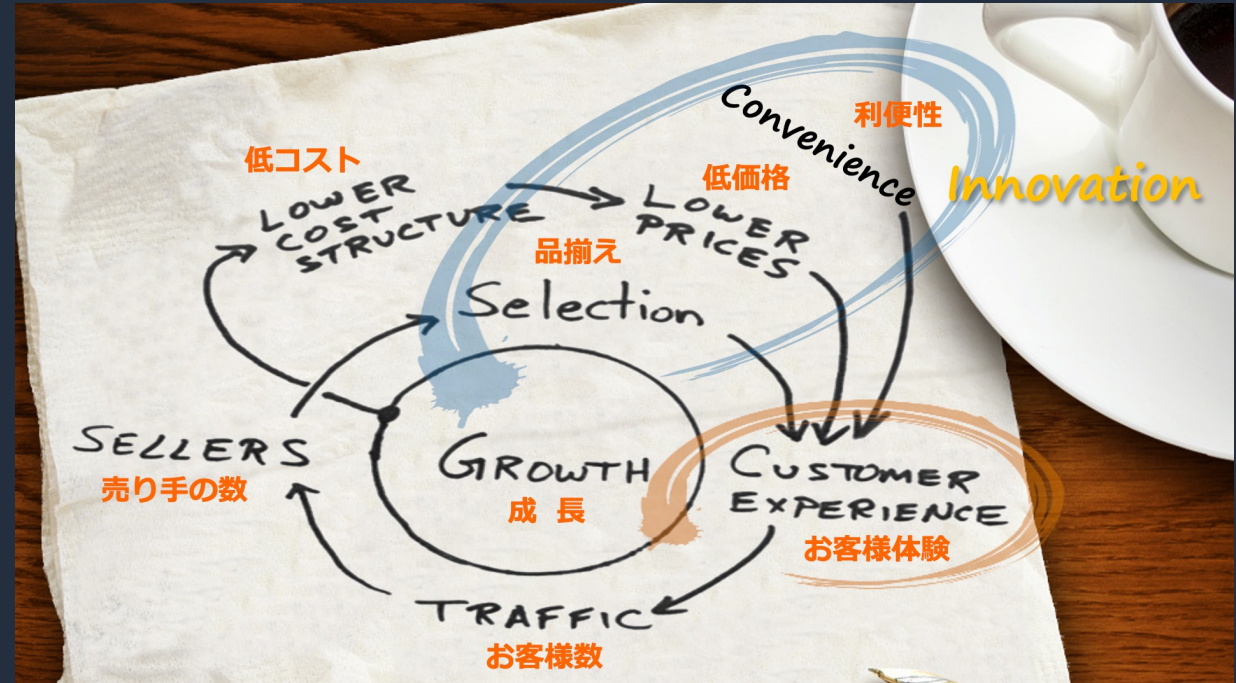 Convenience
利便性
Innovation
低コスト
LOWER
COST
STRUCTURE
低価格
LOWER
PRICES
品揃え
Selection
SELLERS
売り手の数
GROWTH
成 長
CUSTOMER
EXPERIENCE
お客様体験
TRAFFIC
お客様数